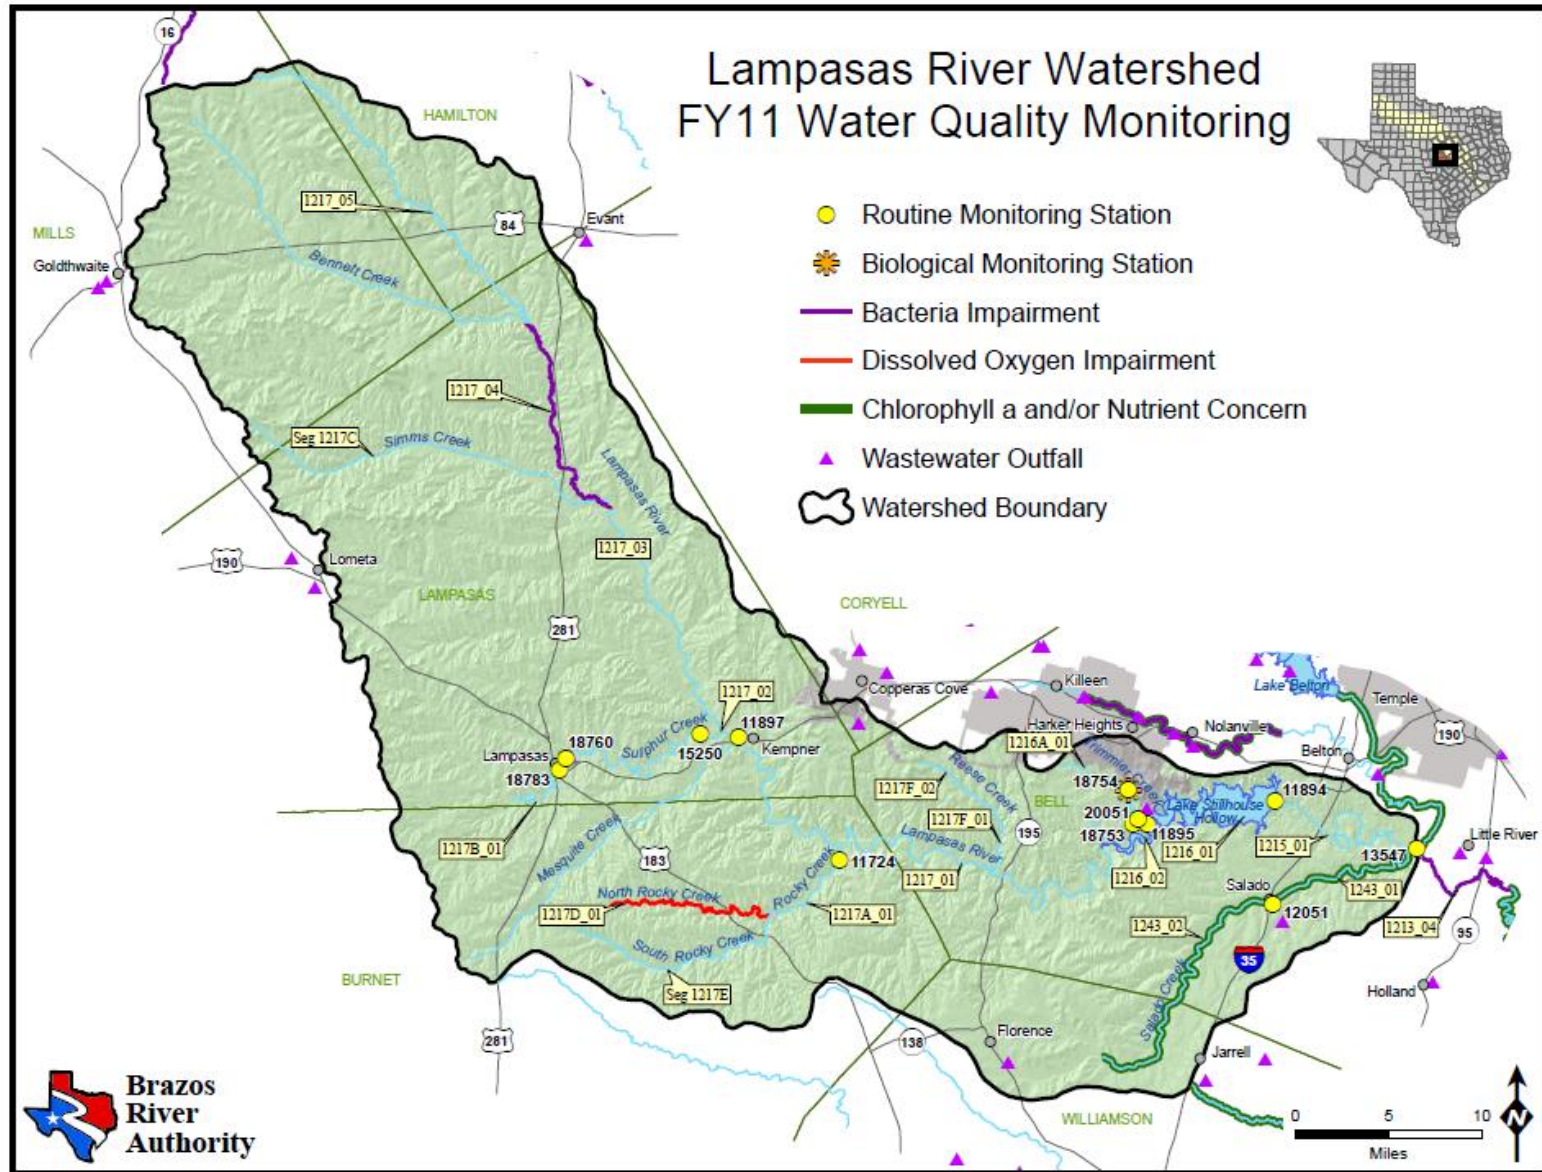 Lampasas River Watershed
FY11 Water Quality Monitoring
Routine Monitoring Station
Biological Monitoring Station
Bacteria Impairment
Dissolved Oxygen Impairment
Chlorophyll a and/or Nutrient Concern
Wastewater Outfall
Watershed Boundary
16
HAMILTON
1217_05
MILLS
84
Evant
Goldthwaite
Bennett Creek
1217_04
Seg 1217C
Simms Creek
Lampasas River
1217_03
190
Lometa
LAMPASAS
CORYELL
281
Copperas Cove
Killeen
Lake Belton
Temple
1217_02
Harker Heights
Nolanville
190
Sulphur Creek
11897
1216A_01
Belton
Lampasas
18760
15250
Kempner
Trimmier Creek
18783
18754
Reese Creek
1217F_02
BELL
11894
20051
Lake Stillhouse
Hollow
1217F_01
18753
11895
195
Lampasas River
1217B_01
Mesquite Creek
183
11724
1216_01
1215_01
13547
Little River
1217_01
1216_02
Rocky Creek
North Rocky Creek
Salado
1243_01
1217D_01
1217A_01
12051
1243_02
1213_04
95
South Rocky Creek
35
BURNET
Seg 1217E
Salado Creek
Holland
281
138
Florence
Jarrell
WILLIAMSON
Brazos
River
Authority
0 5 10
Miles
N